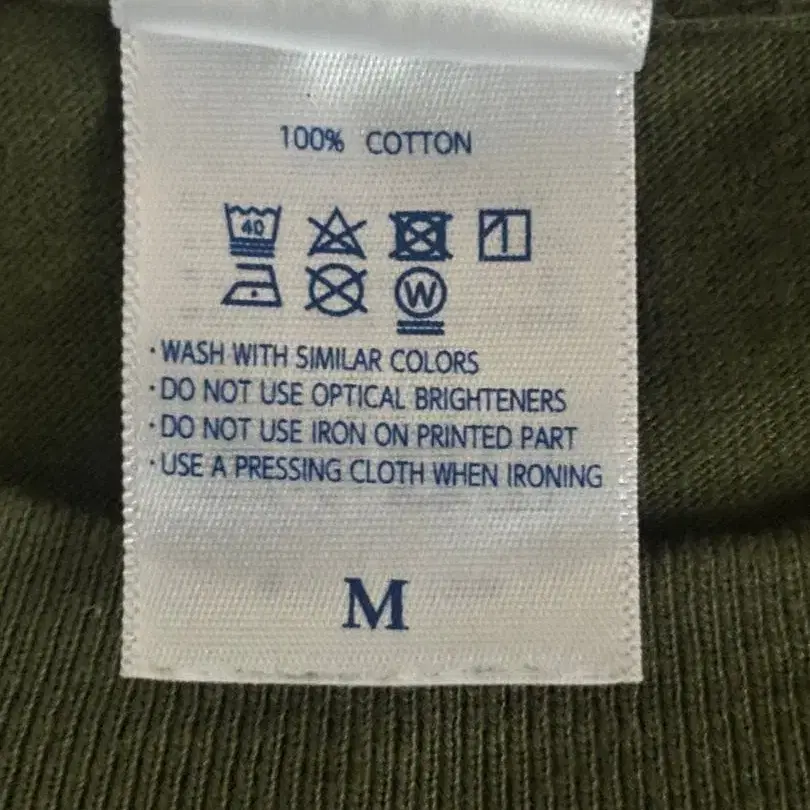 100% COTTON
40
W
·WASH WITH SIMILAR COLORS
·DO NOT USE OPTICAL BRIGHTENERS
·DO NOT USE IRON ON PRINTED PART
·USE A PRESSING CLOTH WHEN IRONING
M